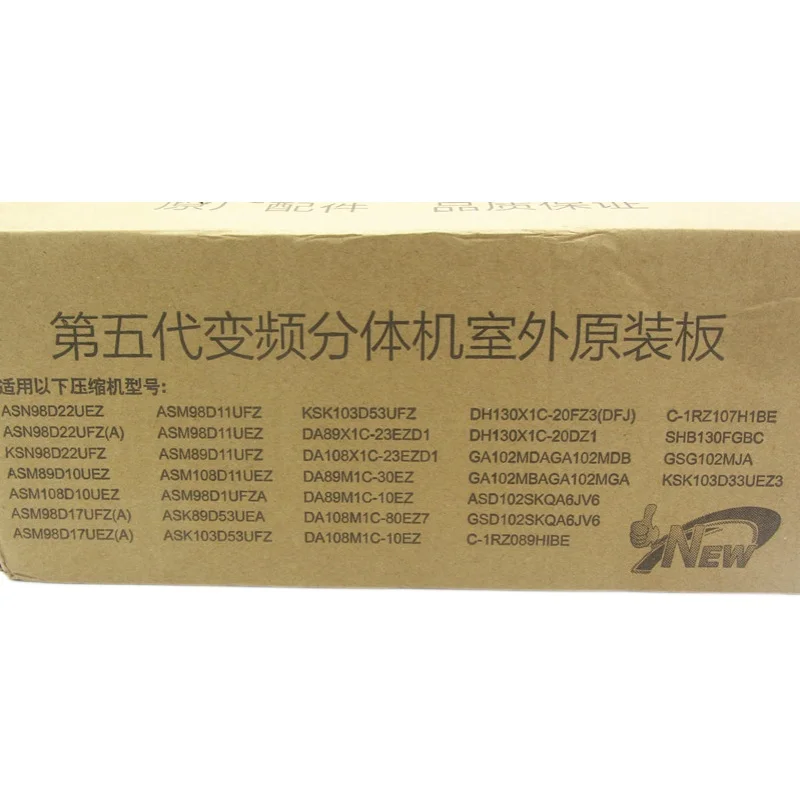 原厂配件 品质保证
第五代变频分体机室外原装板
适用以下压缩机型号:
ASN98D22UEZ ASM98D11UFZ KSK103D53UFZ DH130X1C-20FZ3(DFJ) C-1RZ107H1BE
ASN98D22UFZ(A) ASM98D11UEZ DA89X1C-23EZD1 DH130X1C-20DZ1 SHB130FGBC
KSN98D22UFZ ASM89D11UFZ DA108X1C-23EZD1 GA102MDAGA102MDB GSG102MJA
ASM89D10UEZ ASM108D11UEZ DA89M1C-30EZ GA102MBAGA102MGA KSK103D33UEZ3
ASM108D10UEZ ASM98D1UFZA DA89M1C-10EZ ASD102SKQA6JV6
ASM98D17UFZ(A) ASK89D53UEA DA108M1C-80EZ7 GSD102SKQA6JV6
ASM98D17UEZ(A) ASK103D53UFZ DA108M1C-10EZ C-1RZ089HIBE
NEW